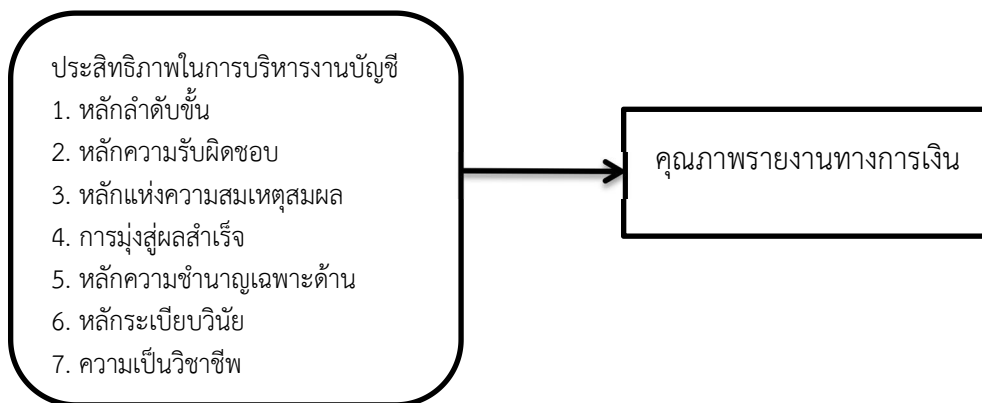 ประสิทธิภาพในการบริหารงานบัญชี
1. หลักลำดับขั้น
2. หลักความรับผิดชอบ
3. หลักแห่งความสมเหตุสมผล
4. การมุ่งสู่ผลสำเร็จ
5. หลักความชำนาญเฉพาะด้าน
6. หลักระเบียบวินัย
7. ความเป็นวิชาชีพ
คุณภาพรายงานทางการเงิน